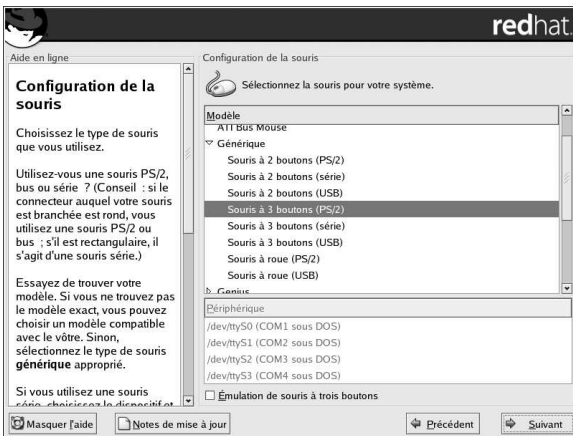 redhat.
Aide en ligne
Configuration de la
souris
Choisissez le type de souris
que vous utilisez.
Utilisez-vous une souris PS/2,
bus ou série ? (Conseil : si le
connecteur auquel votre souris
est branchée est rond, vous
utilisez une souris PS/2 ou
bus ; s'il est rectangulaire, il
s'agit d'une souris série.)
Essayez de trouver votre
modèle. Si vous ne trouvez pas
le modèle exact, vous pouvez
choisir un modèle compatible
avec le vôtre. Sinon,
sélectionnez le type de souris
générique approprié.
Si vous utilisez une souris
série, choisissez le dispositif et
Configuration de la souris
Sélectionnez la souris pour votre système.
Modèle
ATI Bus Mouse
Générique
Souris à 2 boutons (PS/2)
Souris à 2 boutons (série)
Souris à 2 boutons (USB)
Souris à 3 boutons (PS/2)
Souris à 3 boutons (série)
Souris à 3 boutons (USB)
Souris à roue (PS/2)
Souris à roue (USB)
Genius
Périphérique
/dev/ttyS0 (COM1 sous DOS)
/dev/ttyS1 (COM2 sous DOS)
/dev/ttyS2 (COM3 sous DOS)
/dev/ttyS3 (COM4 sous DOS)
Émulation de souris à trois boutons
Masquer l'aide
Notes de mise à jour
Précédent
Suivant